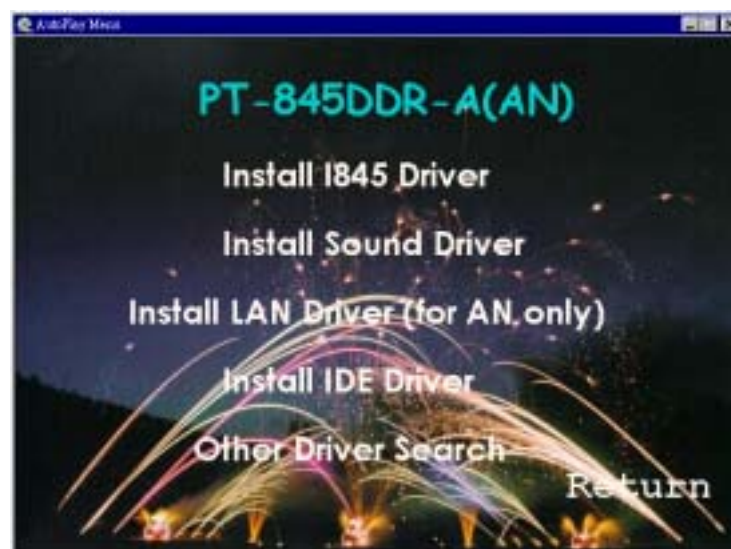 AutoPlay Menu
PT-845DDR-A(AN)
Install I845 Driver
Install Sound Driver
Install LAN Driver (for AN only)
Install IDE Driver
Other Driver Search
Return